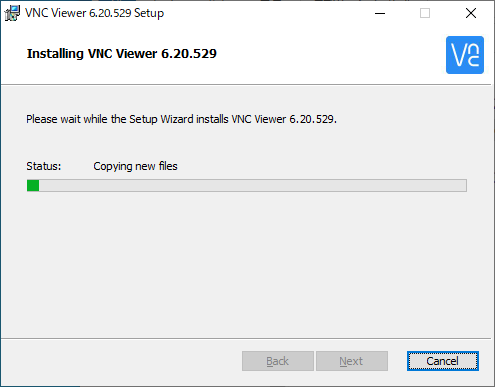 VNC Viewer 6.20.529 Setup
Installing VNC Viewer 6.20.529
Please wait while the Setup Wizard installs VNC Viewer 6.20.529.
Status: Copying new files
Back Next Cancel